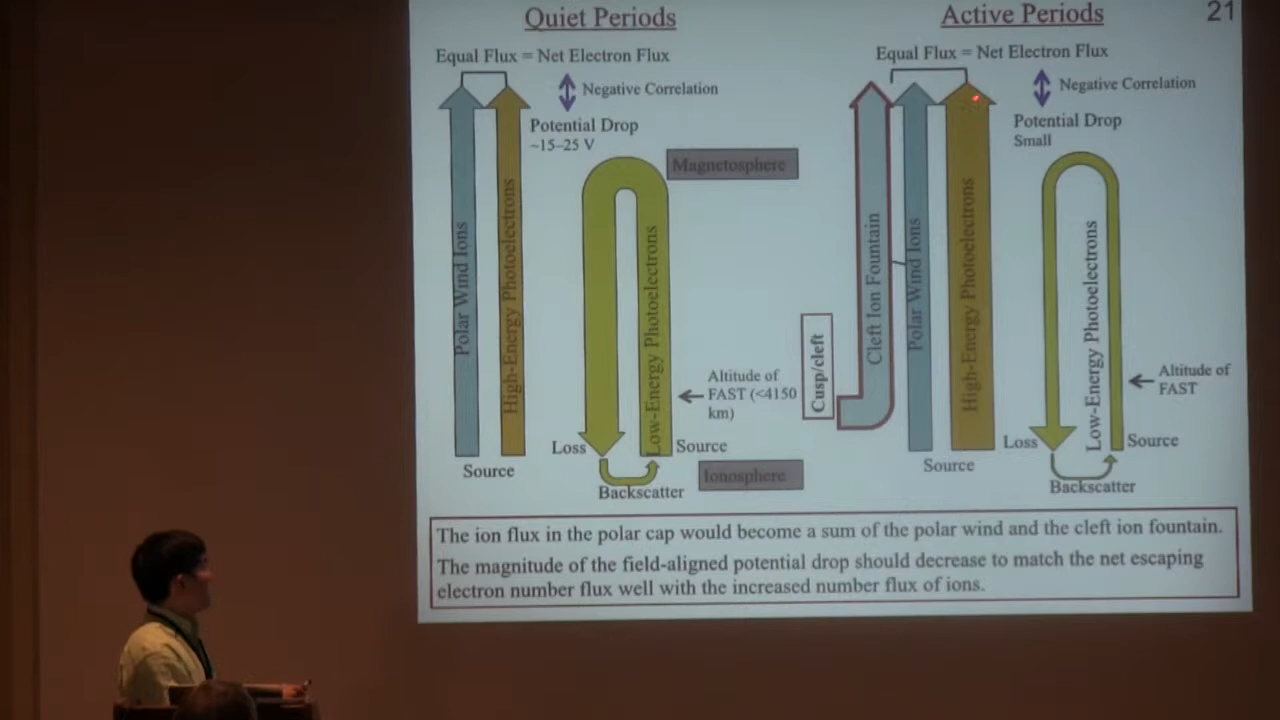 Quiet Periods
Equal Flux = Net Electron Flux
Negative Correlation
Potential Drop
~15–25 V
Magnetosphere
Polar Wind Ions
High-Energy Photoelectrons
Low-Energy Photoelectrons
Altitude of
FAST (<4150
km)
Loss
Source
Source
Ionosphere
Backscatter
Active Periods
21
Equal Flux = Net Electron Flux
Negative Correlation
Potential Drop
Small
Cusp/cleft
Cleft Ion Fountain
Polar Wind Ions
High-Energy Photoelectrons
Low-Energy Photoelectrons
Altitude of
FAST
Loss
Source
Source
Backscatter
The ion flux in the polar cap would become a sum of the polar wind and the cleft ion fountain.
The magnitude of the field-aligned potential drop should decrease to match the net escaping
electron number flux well with the increased number flux of ions.